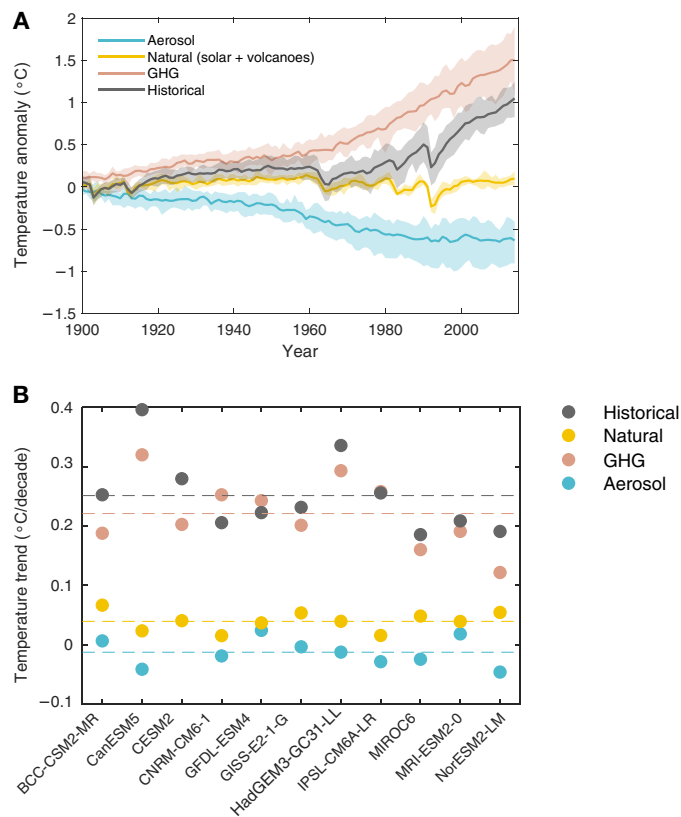 A
Temperature anomaly (°C)
2
1.5
1
0.5
0
−0.5
−1
−1.5
Aerosol
Natural (solar + volcanoes)
GHG
Historical
1900
1920
1940
1960
1980
2000
Year
B
Temperature trend (°C/decade)
0.4
0.3
0.2
0.1
0
−0.1
Historical
Natural
GHG
Aerosol
BCC-CSM2-MR
CanESM5
CESM2
CNRM-CM6-1
GFDL-ESM4
GISS-E2-1-G
HadGEM3-GC31-LL
IPSL-CM6A-LR
MIROC6
MRI-ESM2-0
NorESM2-LM